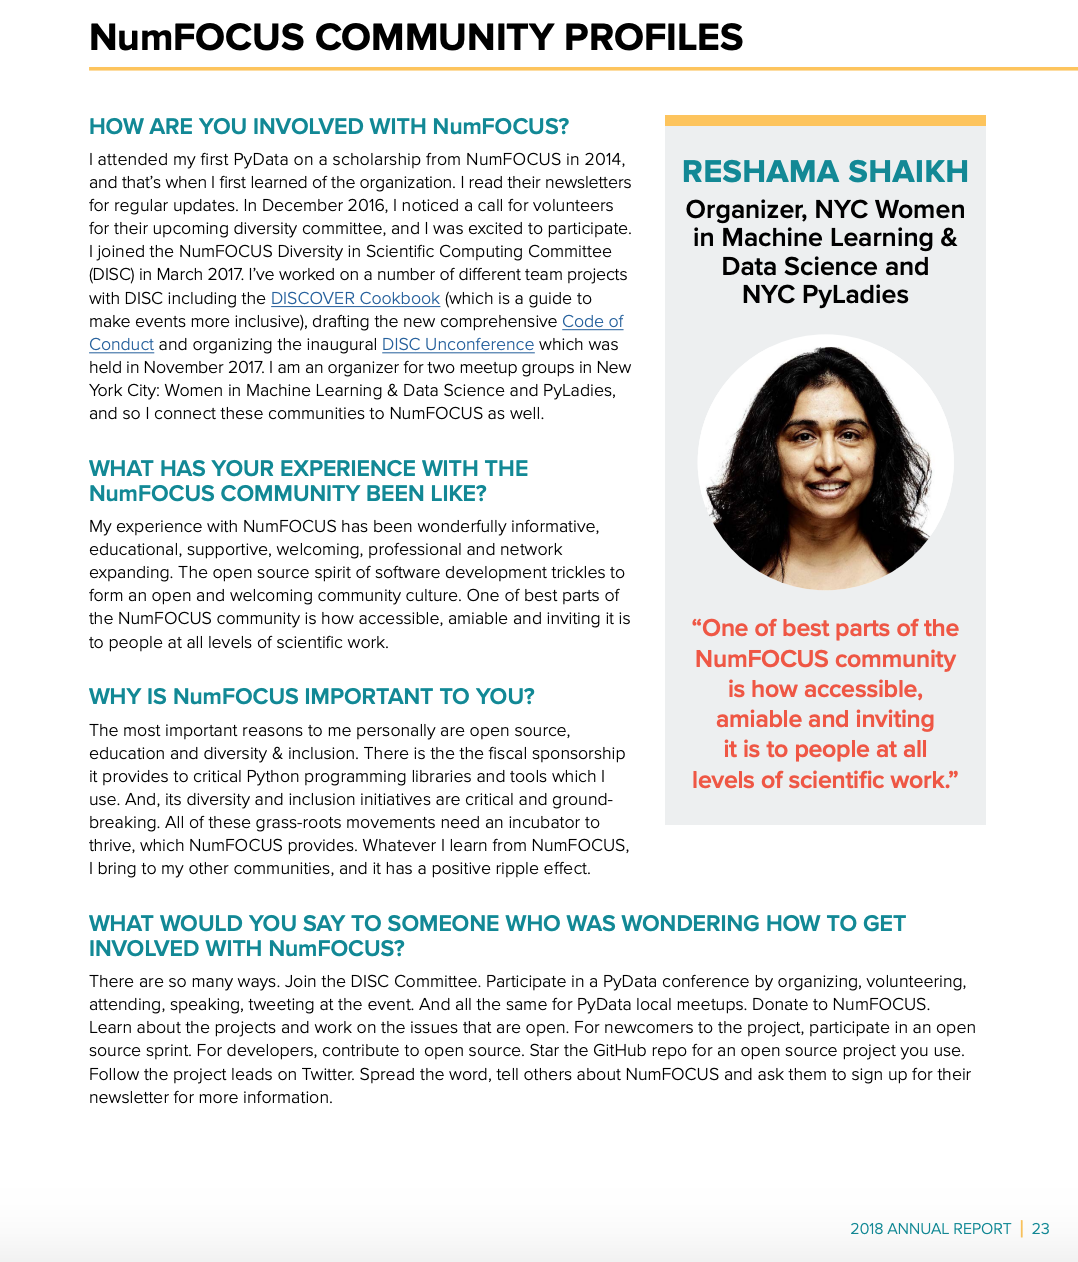 NumFOCUS COMMUNITY PROFILES
HOW ARE YOU INVOLVED WITH NumFOCUS?
I attended my first PyData on a scholarship from NumFOCUS in 2014,
and that’s when I first learned of the organization. I read their newsletters
for regular updates. In December 2016, I noticed a call for volunteers
for their upcoming diversity committee, and I was excited to participate.
I joined the NumFOCUS Diversity in Scientific Computing Committee
(DISC) in March 2017. I’ve worked on a number of different team projects
with DISC including the DISCOVER Cookbook (which is a guide to
make events more inclusive), drafting the new comprehensive Code of
Conduct and organizing the inaugural DISC Unconference which was
held in November 2017. I am an organizer for two meetup groups in New
York City: Women in Machine Learning & Data Science and PyLadies,
and so I connect these communities to NumFOCUS as well.
WHAT HAS YOUR EXPERIENCE WITH THE
NumFOCUS COMMUNITY BEEN LIKE?
My experience with NumFOCUS has been wonderfully informative,
educational, supportive, welcoming, professional and network
expanding. The open source spirit of software development trickles to
form an open and welcoming community culture. One of best parts of
the NumFOCUS community is how accessible, amiable and inviting it is
to people at all levels of scientific work.
WHY IS NumFOCUS IMPORTANT TO YOU?
The most important reasons to me personally are open source,
education and diversity & inclusion. There is the the fiscal sponsorship
it provides to critical Python programming libraries and tools which I
use. And, its diversity and inclusion initiatives are critical and ground-
breaking. All of these grass-roots movements need an incubator to
thrive, which NumFOCUS provides. Whatever I learn from NumFOCUS,
I bring to my other communities, and it has a positive ripple effect.
RESHAMA SHAIKH
Organizer, NYC Women
in Machine Learning &
Data Science and
NYC PyLadies
“One of best parts of the
NumFOCUS community
is how accessible,
amiable and inviting
it is to people at all
levels of scientific work.”
WHAT WOULD YOU SAY TO SOMEONE WHO WAS WONDERING HOW TO GET
INVOLVED WITH NumFOCUS?
There are so many ways. Join the DISC Committee. Participate in a PyData conference by organizing, volunteering,
attending, speaking, tweeting at the event. And all the same for PyData local meetups. Donate to NumFOCUS.
Learn about the projects and work on the issues that are open. For newcomers to the project, participate in an open
source sprint. For developers, contribute to open source. Star the GitHub repo for an open source project you use.
Follow the project leads on Twitter. Spread the word, tell others about NumFOCUS and ask them to sign up for their
newsletter for more information.
2018 ANNUAL REPORT | 23